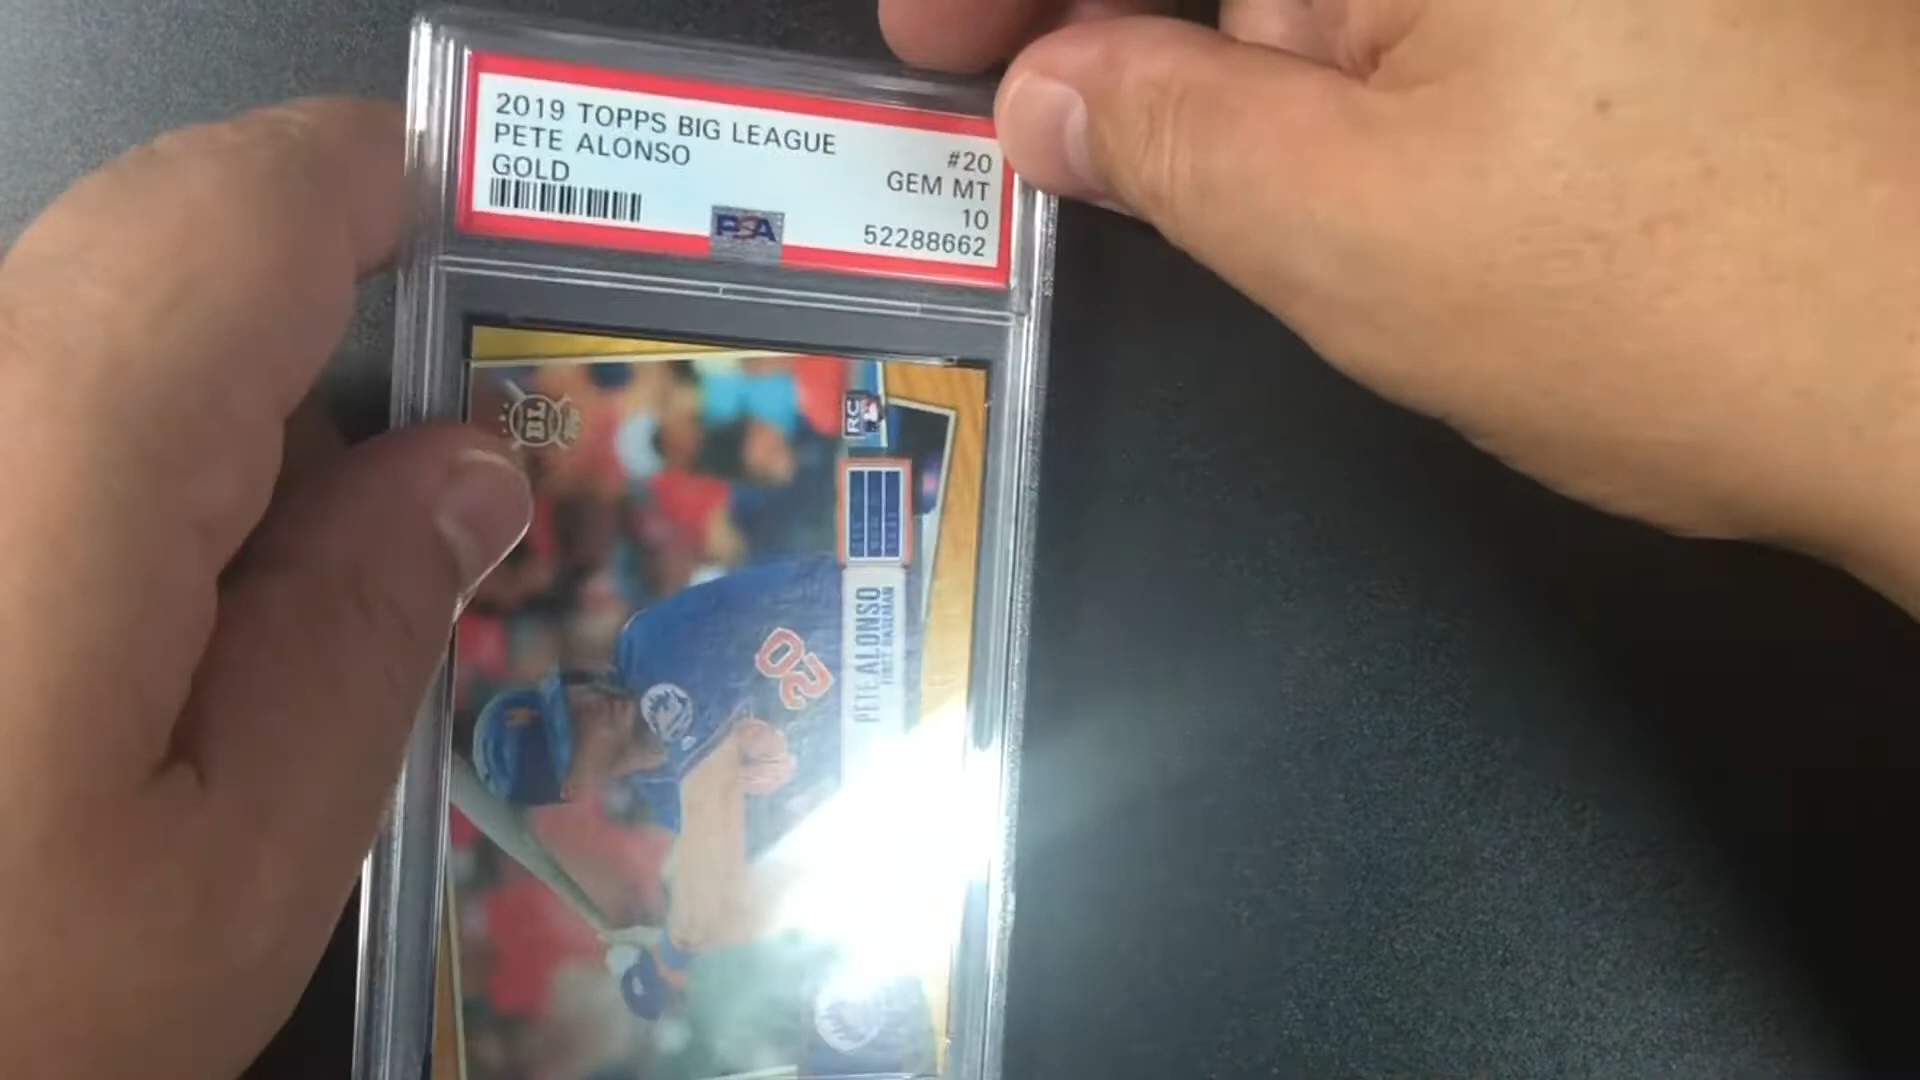 2019 TOPPS BIG LEAGUE
PETE ALONSO
GOLD
#20
GEM MT
10
52288662
PSA
BL
RC
PETE ALONSO
FIRST BASEMAN
20